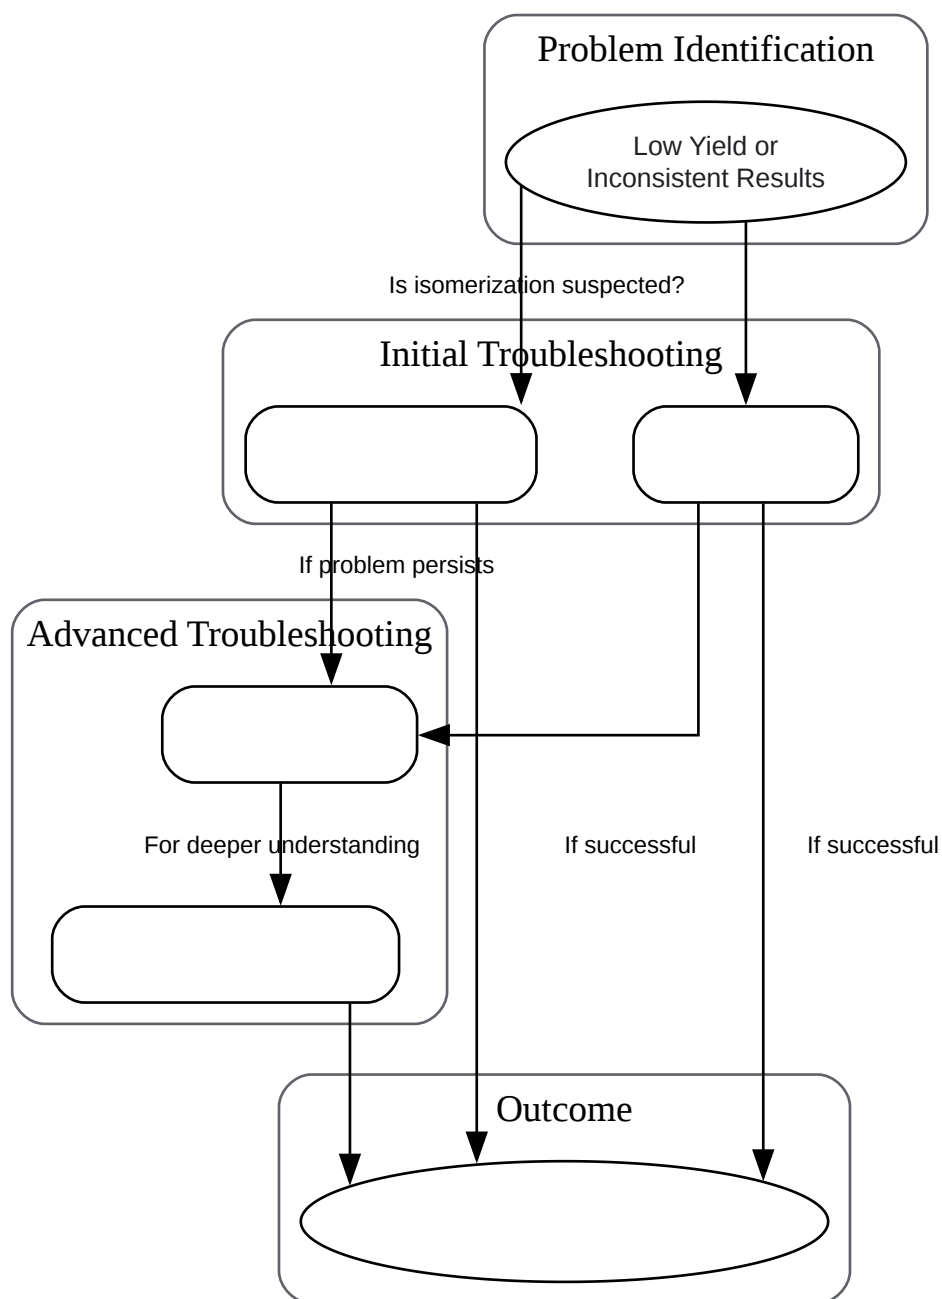 Problem Identification
Low Yield or
Inconsistent Results
Is isomerization suspected?
Initial Troubleshooting
If problem persists
Advanced Troubleshooting
For deeper understanding
If successful
If successful
Outcome